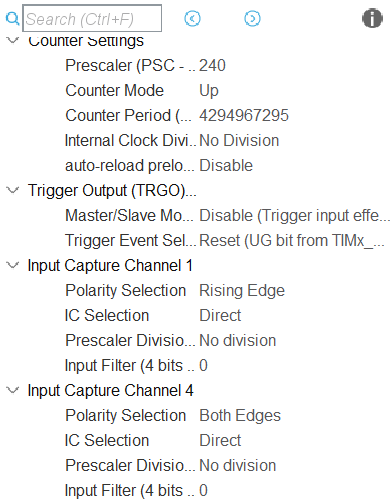 Search (Ctrl+F)
Counter Settings
Prescaler (PSC - .. 240
Counter Mode Up
Counter Period (... 4294967295
Internal Clock Divi.. No Division
auto-reload prelo... Disable
Trigger Output (TRGO)...
Master/Slave Mo... Disable (Trigger input effe...
Trigger Event Sel... Reset (UG bit from TIMx_...
Input Capture Channel 1
Polarity Selection Rising Edge
IC Selection Direct
Prescaler Divisio... No division
Input Filter (4 bits .. 0
Input Capture Channel 4
Polarity Selection Both Edges
IC Selection Direct
Prescaler Divisio... No division
Input Filter (4 bits .. 0